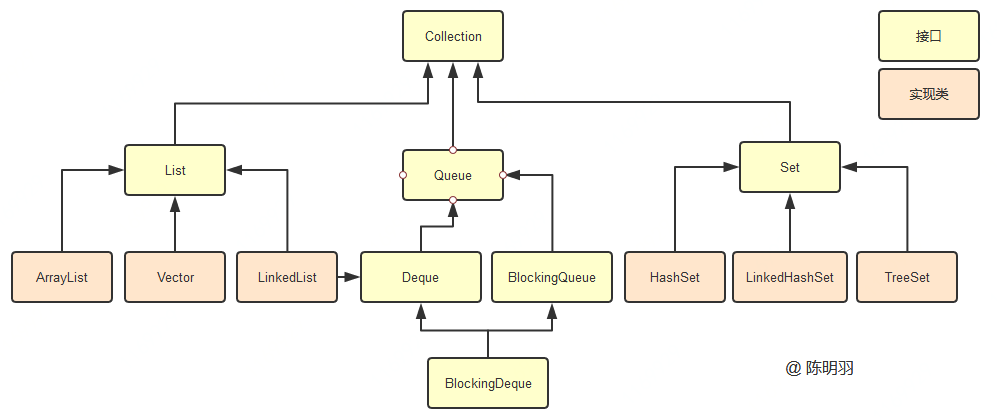 Collection
接口
实现类
List
Queue
Set
ArrayList
Vector
LinkedList
Deque
BlockingQueue
HashSet
LinkedHashSet
TreeSet
BlockingDeque
@ 陈明羽